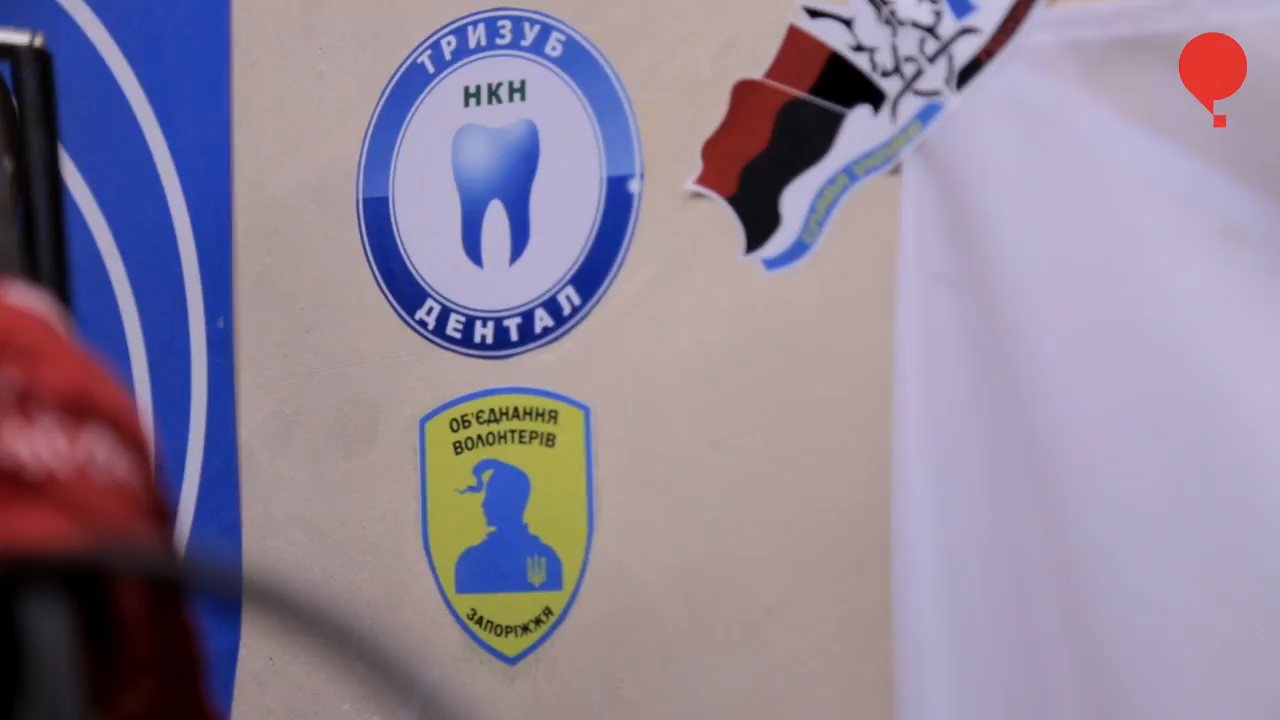 ТРИЗУБ
НКН
ДЕНТАЛ
ОБ'ЄДНАННЯ
ВОЛОНТЕРІВ
ЗАПОРІЖЖЯ